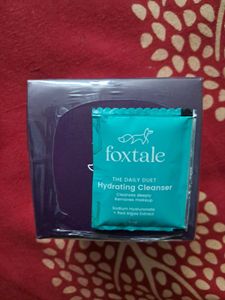 foxtale
THE DAILY DUET
Hydrating Cleanser
Cleanses deeply
Removes makeup
Sodium Hyaluronate
+ Red Algae Extract